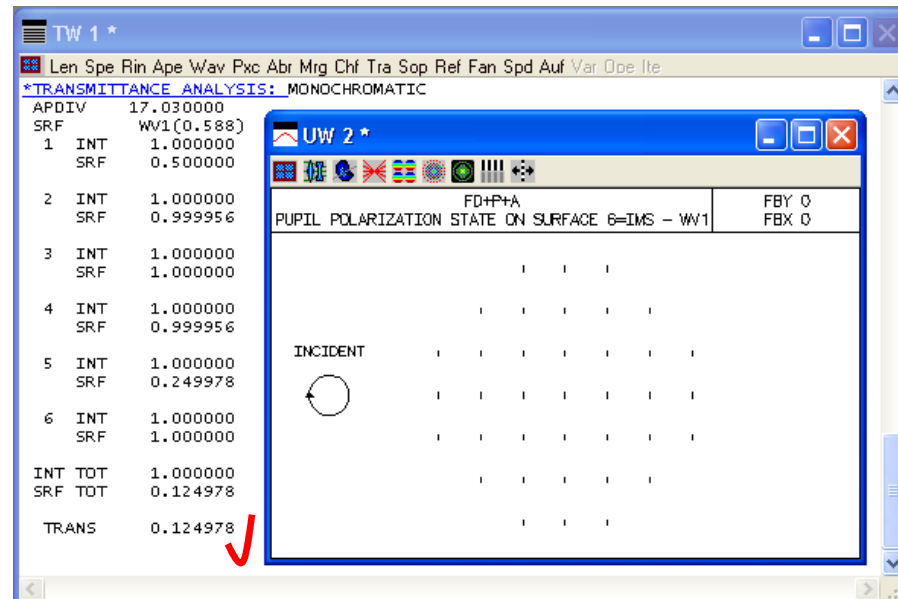 TW 1 *
Len Spe Rin Ape Wav Pxc Abr Mrg Chf Tra Sop Ref Fan Spd Auf Var Ope Ite
*TRANSMITTANCE ANALYSIS: MONOCHROMATIC
APDIV 17.030000
SRF WV1(0.588)
1 INT 1.000000
SRF 0.500000
2 INT 1.000000
SRF 0.999956
3 INT 1.000000
SRF 1.000000
4 INT 1.000000
SRF 0.999956
5 INT 1.000000
SRF 0.249978
6 INT 1.000000
SRF 1.000000
INT TOT 1.000000
SRF TOT 0.124978
TRANS 0.124978
UW 2 *
FD+P+A
PUPIL POLARIZATION STATE ON SURFACE 6=IMS - WV1
FBY 0
FBX 0
INCIDENT